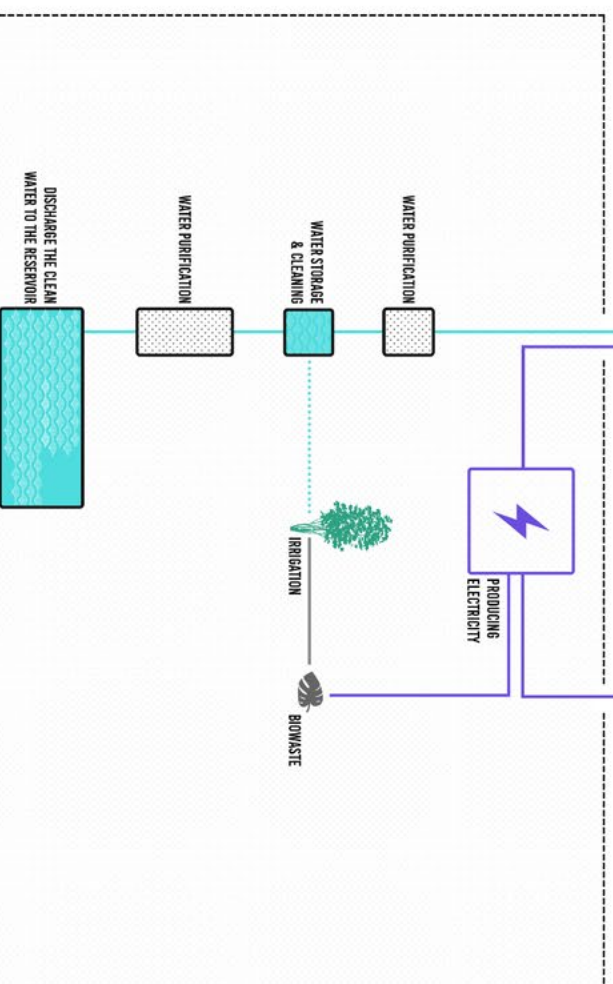 WATER PURIFICATION
WATER STORAGE
& CLEANING
WATER PURIFICATION
DISCHARGE THE CLEAN
WATER TO THE RESERVOIR
PRODUCING
ELECTRICITY
IRRIGATION
BIOWASTE